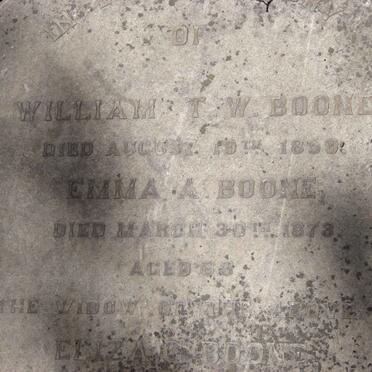 OF
WILLIAM T. W. BOONE
DIED AUGUST 19TH 1859.
EMMA A BOONE,
DIED MARCH 30TH 1873
AGED 63
THE WIDOW OF THE ABOVE
BOONE